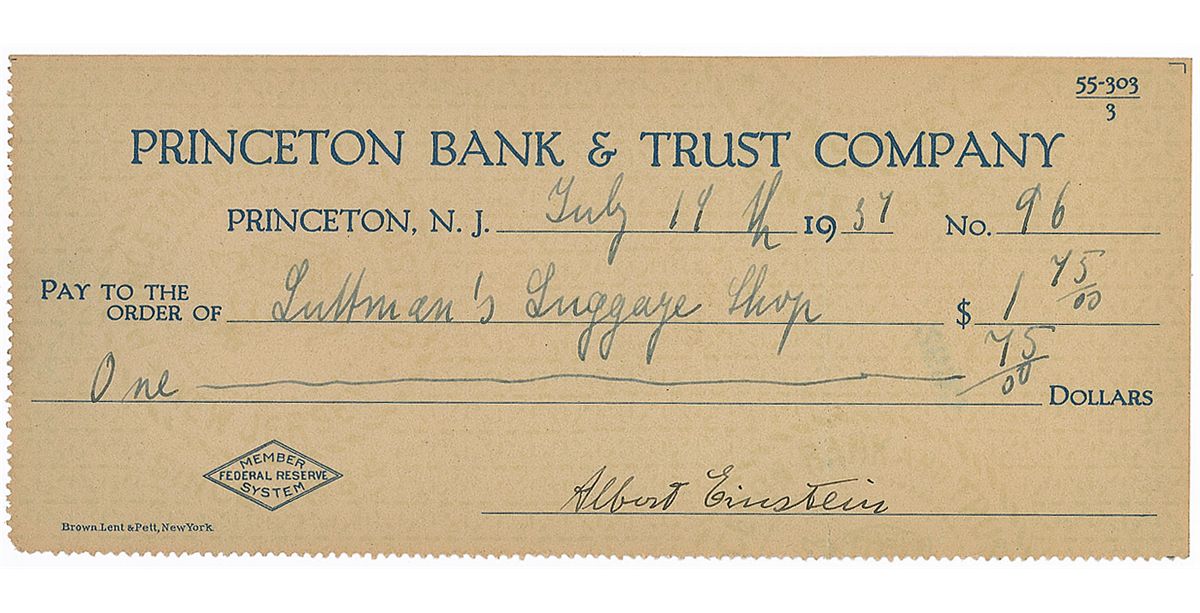 55-303
3
PRINCETON BANK & TRUST COMPANY
PRINCETON, N. J. July 19 th 1937 No. 96
PAY TO THE
ORDER OF Luttman's Luggage Shop $ 1 75/00
One 75/00 DOLLARS
MEMBER
FEDERAL RESERVE
SYSTEM
Albert Einstein
Brown Lent & Pett, New York.